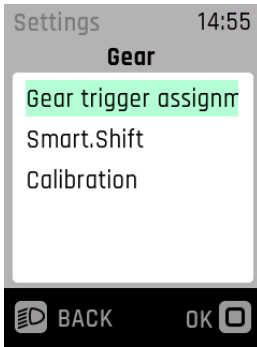 Settings 14:55
Gear
Gear trigger assignm
Smart.Shift
Calibration
BACK OK